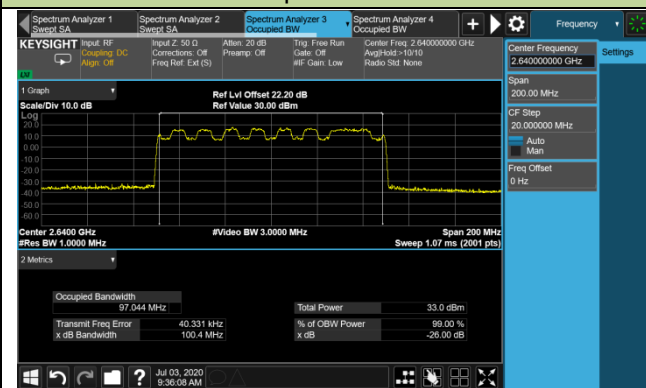 Spectrum Analyzer 1
Swept SA
Spectrum Analyzer 2
Swept SA
Spectrum Analyzer 3
Occupied BW
Spectrum Analyzer 4
Occupied BW
Frequency
KEYSIGHT
Input: RF
Coupling: DC
Align: Off
Input Z: 50 Ω
Corrections: Off
Freq Ref: Ext (S)
Atten: 20 dB
Preamp: Off
Trig: Free Run
Gate: Off
#IF Gain: Low
Center Freq: 2.640000000 GHz
Avg|Hold:>10/10
Radio Std: None
LXI
Center Frequency
2.640000000 GHz
Settings
Span
200.00 MHz
CF Step
20.000000 MHz
Auto
Man
Freq Offset
0 Hz
1 Graph
Scale/Div 10.0 dB
Ref Lvl Offset 22.20 dB
Ref Value 30.00 dBm
Log
20.0
10.0
0.00
-10.0
-20.0
-30.0
-40.0
-50.0
-60.0
Center 2.6400 GHz
#Res BW 1.0000 MHz
#Video BW 3.0000 MHz
Span 200 MHz
Sweep 1.07 ms (2001 pts)
2 Metrics
Occupied Bandwidth
97.044 MHz
Total Power 33.0 dBm
Transmit Freq Error 40.331 kHz
% of OBW Power 99.00 %
x dB Bandwidth 100.4 MHz
x dB -26.00 dB
?
Jul 03, 2020
9:36:08 AM